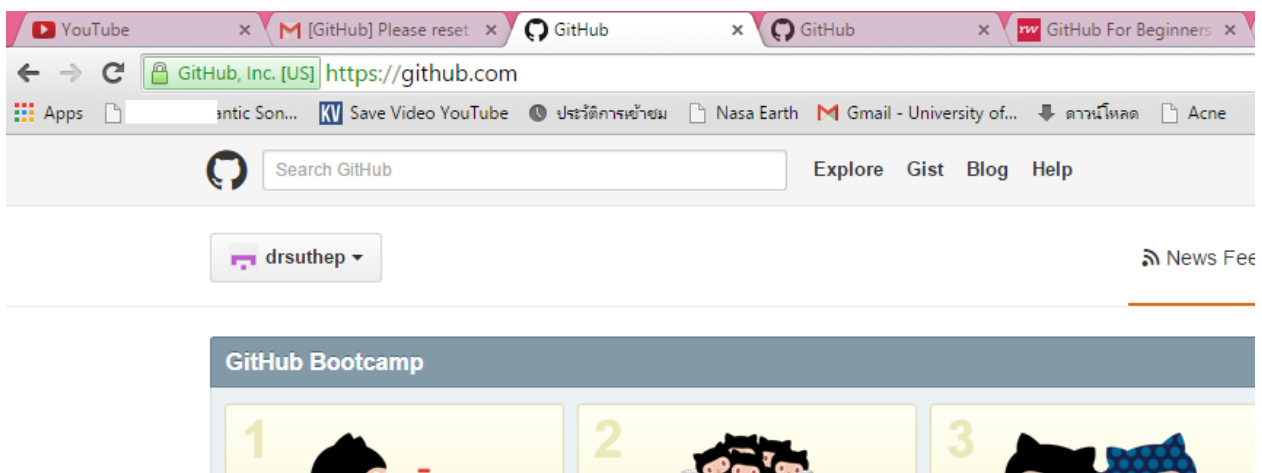 YouTube [GitHub] Please reset GitHub GitHub rw GitHub For Beginners
GitHub, Inc. [US] https://github.com
Apps antic Son... KV Save Video YouTube ประวัติการเข้าชม Nasa Earth Gmail - University of... ดาวน์โหลด Acne
Search GitHub Explore Gist Blog Help
drsuthep News Fee
GitHub Bootcamp
1 2 3